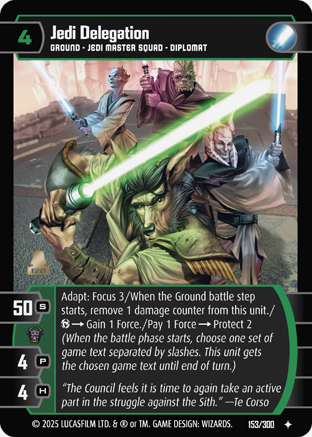 4
Jedi Delegation
GROUND • JEDI MASTER SQUAD • DIPLOMAT
50 S
Adapt: Focus 3/When the Ground battle step
starts, remove 1 damage counter from this unit./
→ Gain 1 Force./Pay 1 Force → Protect 2
(When the battle phase starts, choose one set of
game text separated by slashes. This unit gets
the chosen game text until end of turn.)
4 P
4 H
“The Council feels it is time to again take an active
part in the struggle against the Sith.” —Te Corso
© 2025 LUCASFILM LTD. & ® or TM. GAME DESIGN: WIZARDS.
153/300